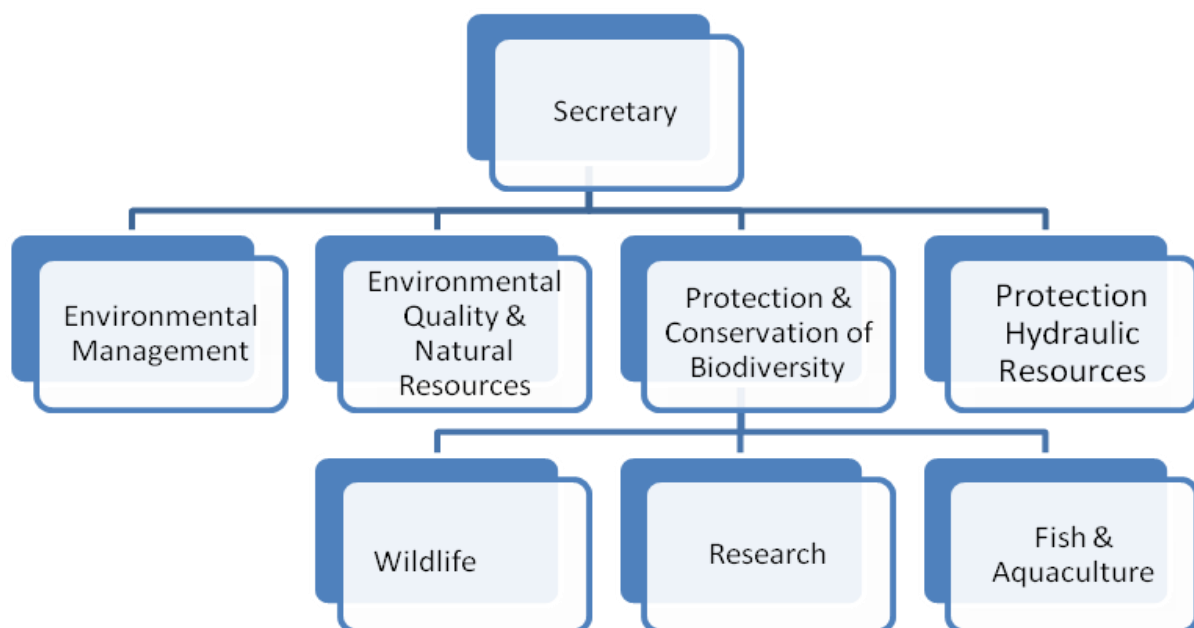 Secretary
Environmental
Management
Environmental
Quality &
Natural
Resources
Protection &
Conservation of
Biodiversity
Protection
Hydraulic
Resources
Wildlife
Research
Fish &
Aquaculture